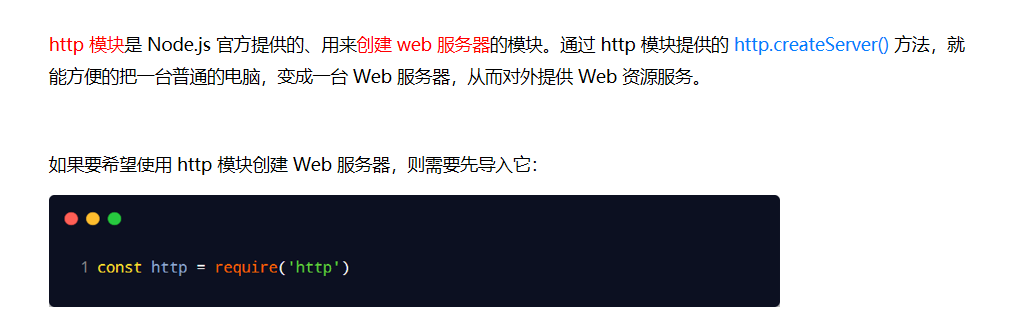 http 模块是 Node.js 官方提供的、用来创建 web 服务器的模块。通过 http 模块提供的 http.createServer() 方法，就
能方便的把一台普通的电脑，变成一台 Web 服务器，从而对外提供 Web 资源服务。
如果要希望使用 http 模块创建 Web 服务器，则需要先导入它：
1 const http = require('http')